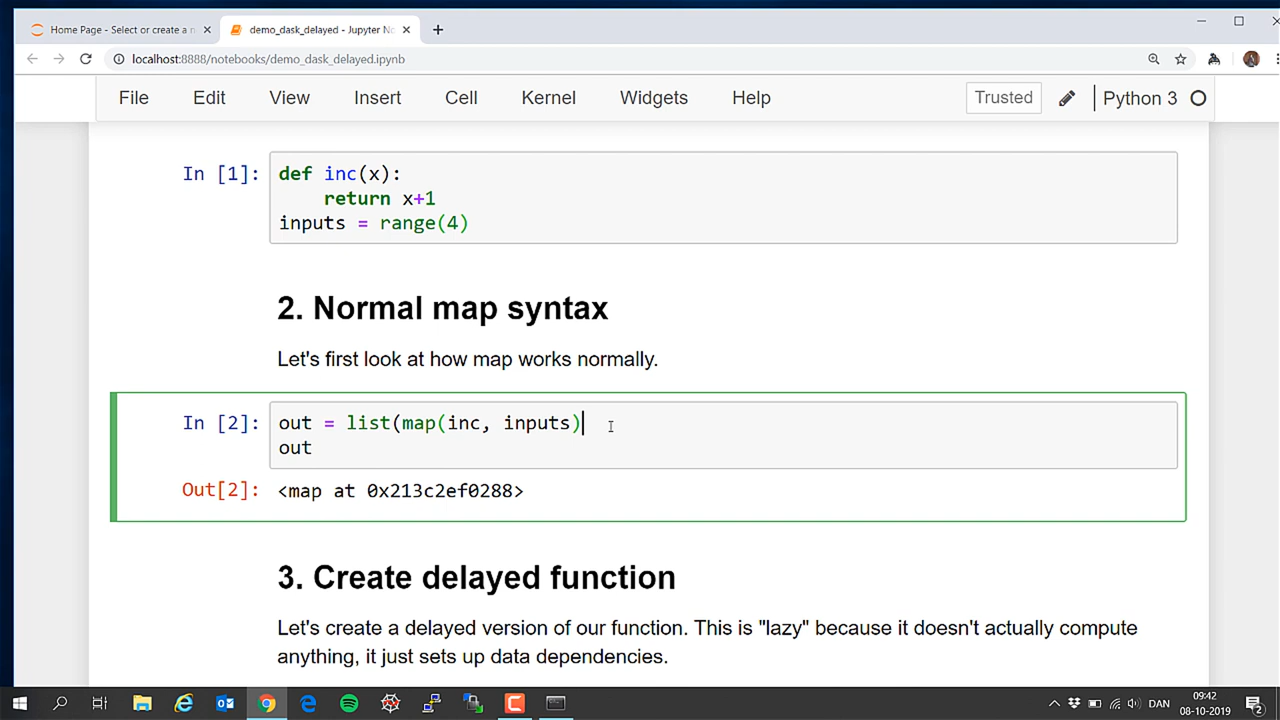 Home Page - Select or create a n
demo_dask_delayed - Jupyter No
localhost:8888/notebooks/demo_dask_delayed.ipynb
File Edit View Insert Cell Kernel Widgets Help Trusted Python 3
In [1]: def inc(x):
return x+1
inputs = range(4)
2. Normal map syntax
Let's first look at how map works normally.
In [2]: out = list(map(inc, inputs)
out
Out[2]: <map at 0x213c2ef0288>
3. Create delayed function
Let's create a delayed version of our function. This is "lazy" because it doesn't actually compute
anything, it just sets up data dependencies.
DAN
09:42
08-10-2019
2